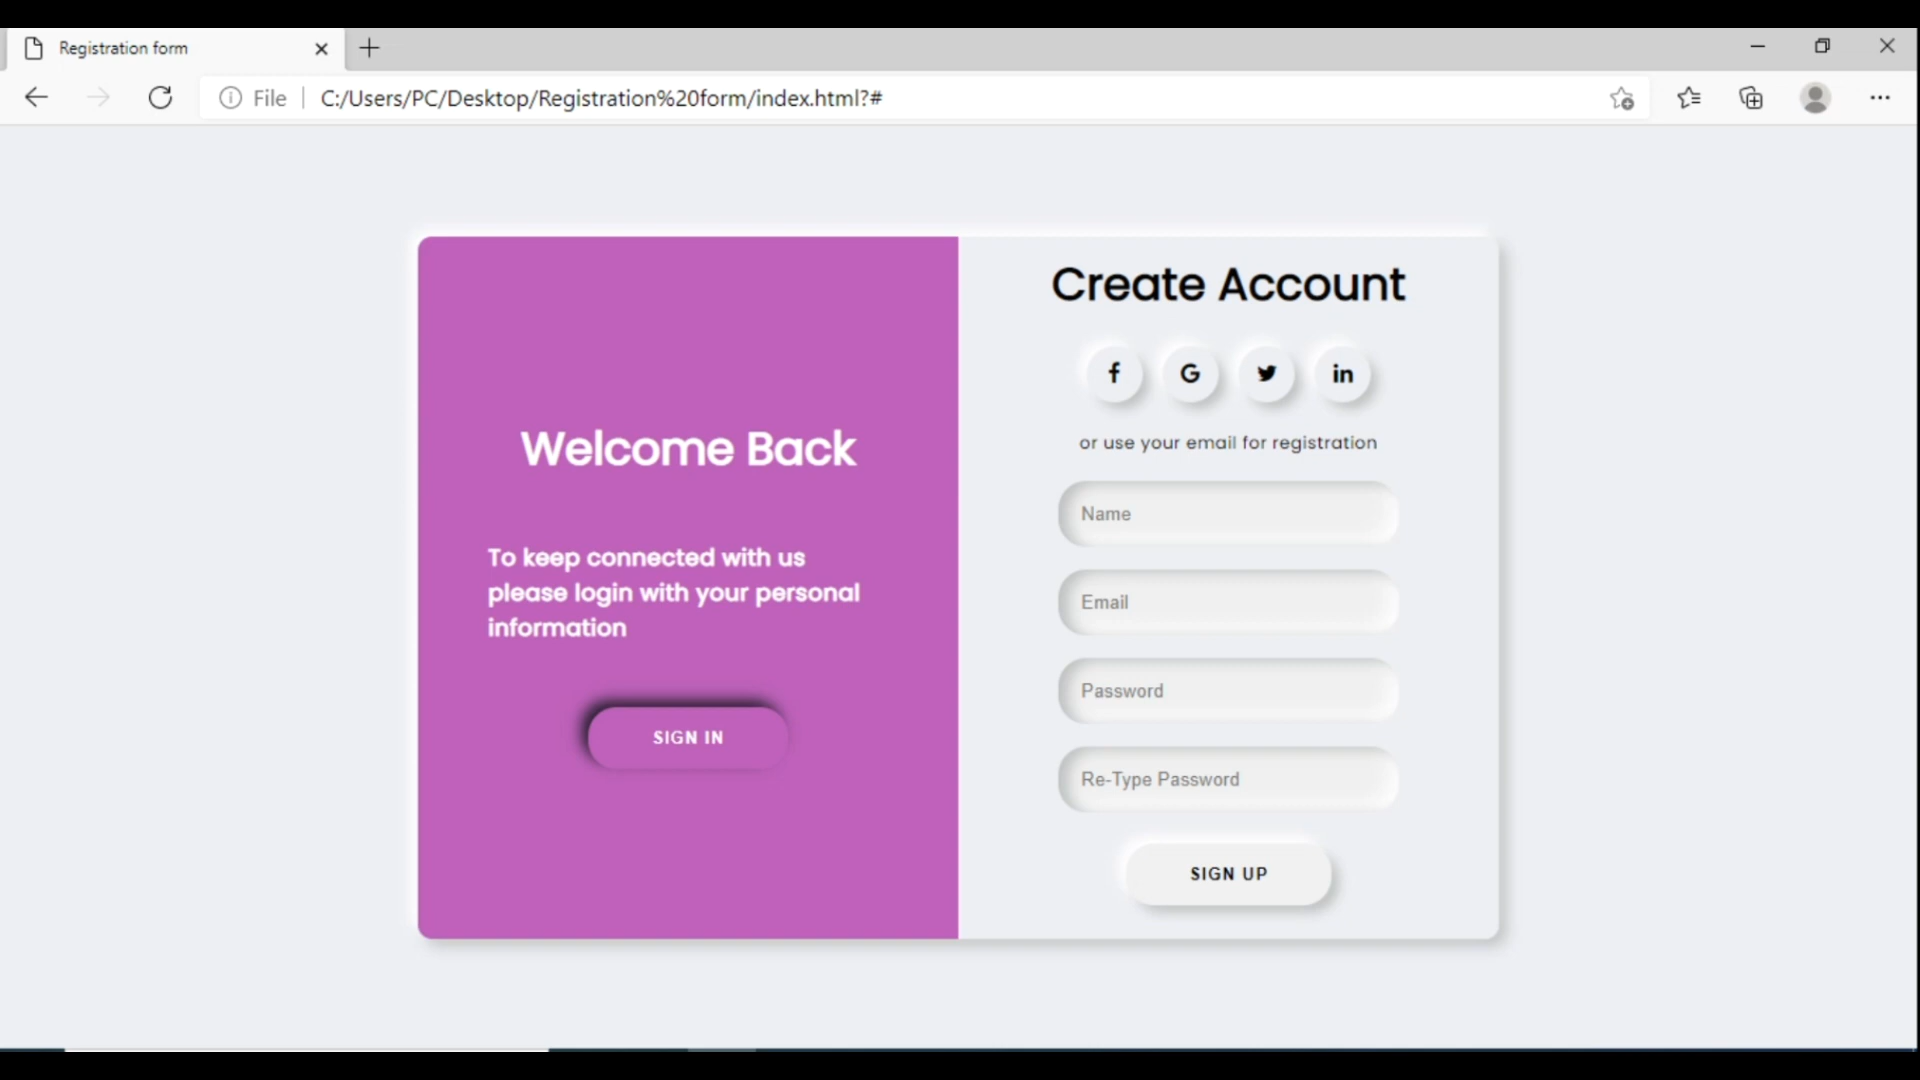 Registration form
File
C:/Users/PC/Desktop/Registration%20form/index.html?#
Welcome Back
To keep connected with us
please login with your personal
information
SIGN IN
Create Account
f G in
or use your email for registration
Name
Email
Password
Re-Type Password
SIGN UP